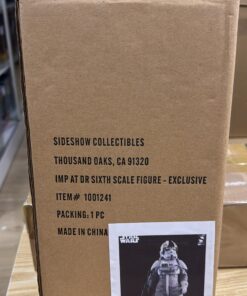 SIDESHOW COLLECTIBLES
THOUSAND OAKS, CA 91320
IMP AT DR SIXTH SCALE FIGURE - EXCLUSIVE
ITEM# 1001241
PACKING: 1 PC
MADE IN CHINA
STAR WARS